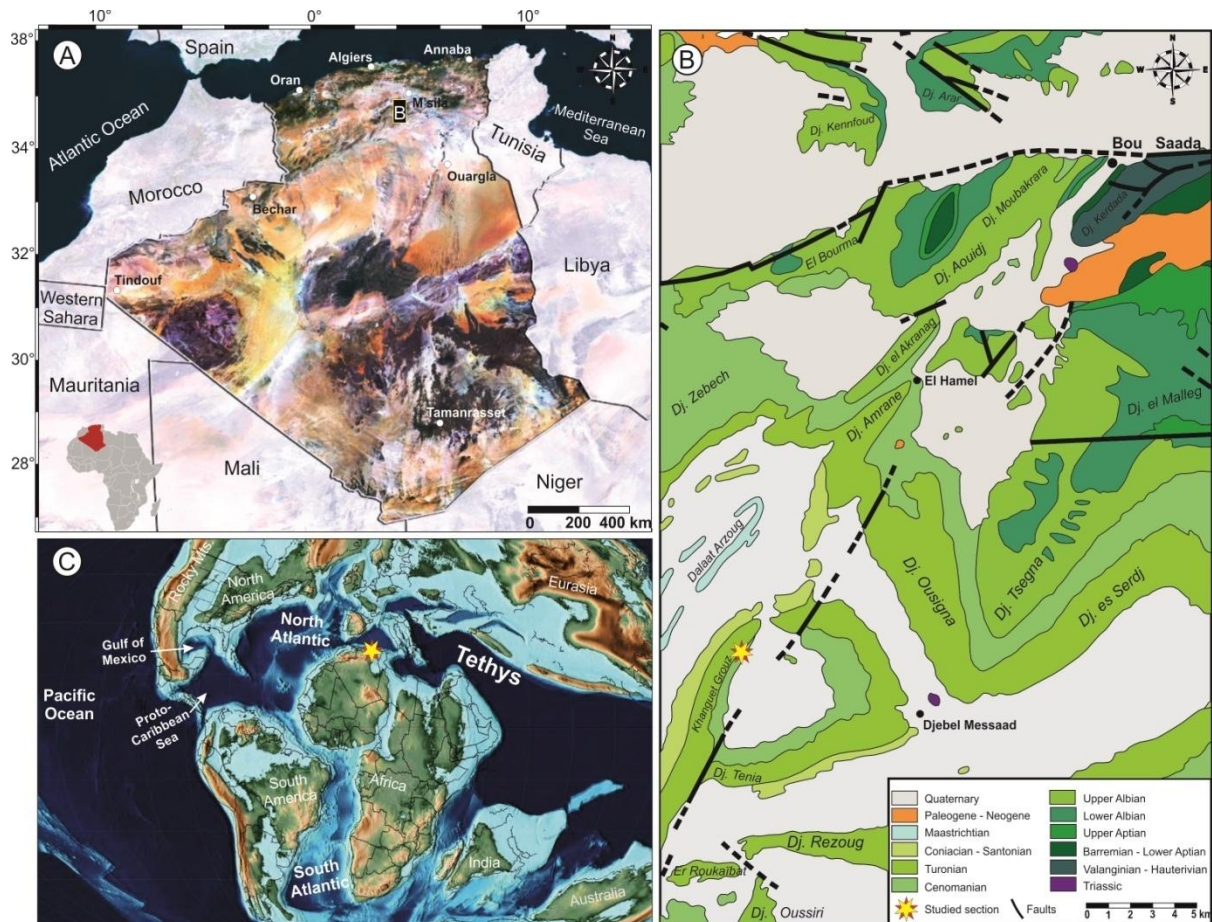 A
10°
0°
10°
38°
36°
34°
32°
30°
28°
Spain
Algiers
Annaba
Oran
M'sila
B
Atlantic Ocean
Mediterranean
Sea
Tunisia
Morocco
Ouargla
Bechar
Tindouf
Libya
Western
Sahara
Mauritania
Tamanrasset
Mali
Niger
0 200 400 km
N
W E
S
C
Rocky Mts.
North
America
Eurasia
North
Atlantic
Gulf of
Mexico
Tethys
Pacific
Ocean
Proto-
Caribbean
Sea
South
America
Africa
South
Atlantic
India
Australia
B
N
W E
S
Dj. Arar
Dj. Kennfoud
Bou Saada
Dj. Kerdada
Dj. Moubakrara
El Bourma
Dj. Aouldj
Dj. el Akranag
El Hamel
Dj. Zebech
Dj. Amrane
Dj. el Malleg
Dalaat Arzoug
Dj. Ousigna
Dj. Tsegna
Dj. es Serdj
Khanguet Grouz
Djebel Messaad
Dj. Tenia
Dj. Rezoug
Er Roukaïbat
Dj. Oussiri
Quaternary
Paleogene - Neogene
Maastrichtian
Coniacian - Santonian
Turonian
Cenomanian
Studied section
Upper Albian
Lower Albian
Upper Aptian
Barremian - Lower Aptian
Valanginian - Hauterivian
Triassic
Faults
0 1 2 3 4 5 km